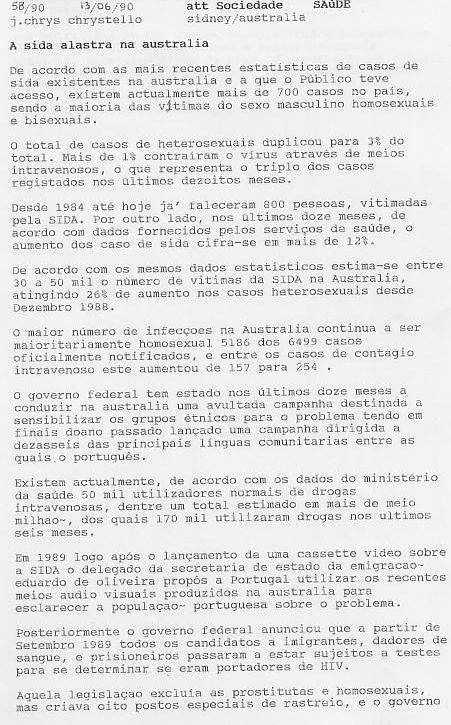 58/90 13/06/90 att Sociedade SAúDE
j.chrys chrystello sidney/australia
A sida alastra na australia
De acordo com as mais recentes estatísticas de casos de
sida existentes na australia e a que o Público teve
acesso, existem actualmente mais de 700 casos no país,
sendo a maioria das vítimas do sexo masculino homosexuais
e bisexuais.
O total de casos de heterosexuais duplicou para 3% do
total. Mais de 1% contraíram o vírus através de meios
intravenosos, o que representa o triplo dos casos
registados nos últimos dezoitos meses.
Desde 1984 até hoje ja' faleceram 800 pessoas, vitimadas
pela SIDA. Por outro lado, nos últimos doze meses, de
acordo com dados fornecidos pelos serviços de saúde, o
aumento dos caso de sida cifra-se em mais de 12%.
De acordo com os mesmos dados estatísticos estima-se entre
30 a 50 mil o número de vítimas da SIDA na Austrália,
atingindo 26% de aumento nos casos heterosexuais desde
Dezembro 1988.
O maior número de infecçoes na Australia continua a ser
maioritariamente homosexual 5186 dos 6499 casos
oficialmente notificados, e entre os casos de contagio
intravenoso este aumentou de 157 para 254 .
O governo federal tem estado nos últimos doze meses a
conduzir na australia uma avultada campanha destinada a
sensibilizar os grupos étnicos para o problema tendo em
finais doano passado lançado uma campanha dirigida a
dezasseis das principais línguas comunitarias entre as
quais o português.
Existem actualmente, de acordo com os dados do ministério
da saúde 50 mil utilizadores normais de drogas
intravenosas, dentre um total estimado em mais de meio
milhao~, dos quais 170 mil utilizaram drogas nos ultimos
seis meses.
Em 1989 logo após o lançamento de uma cassette video sobre
a SIDA o delegado da secretaria de estado da emigracao~
eduardo de oliveira propôs a Portugal utilizar os recentes
meios audio visuais produzidos na australia para
esclarecer a populaçao~ portuguesa sobre o problema.
Posteriormente o governo federal anunciou que a partir de
Setembro 1989 todos os candidatos a imigrantes, dadores de
sangue, e prisioneiros passaram a estar sujeitos a testes
para se determinar se eram portadores de HIV.
Aquela legislaçao excluia as prostitutas e homosexuais,
mas criava oito postos especiais de rastreio, e o governo